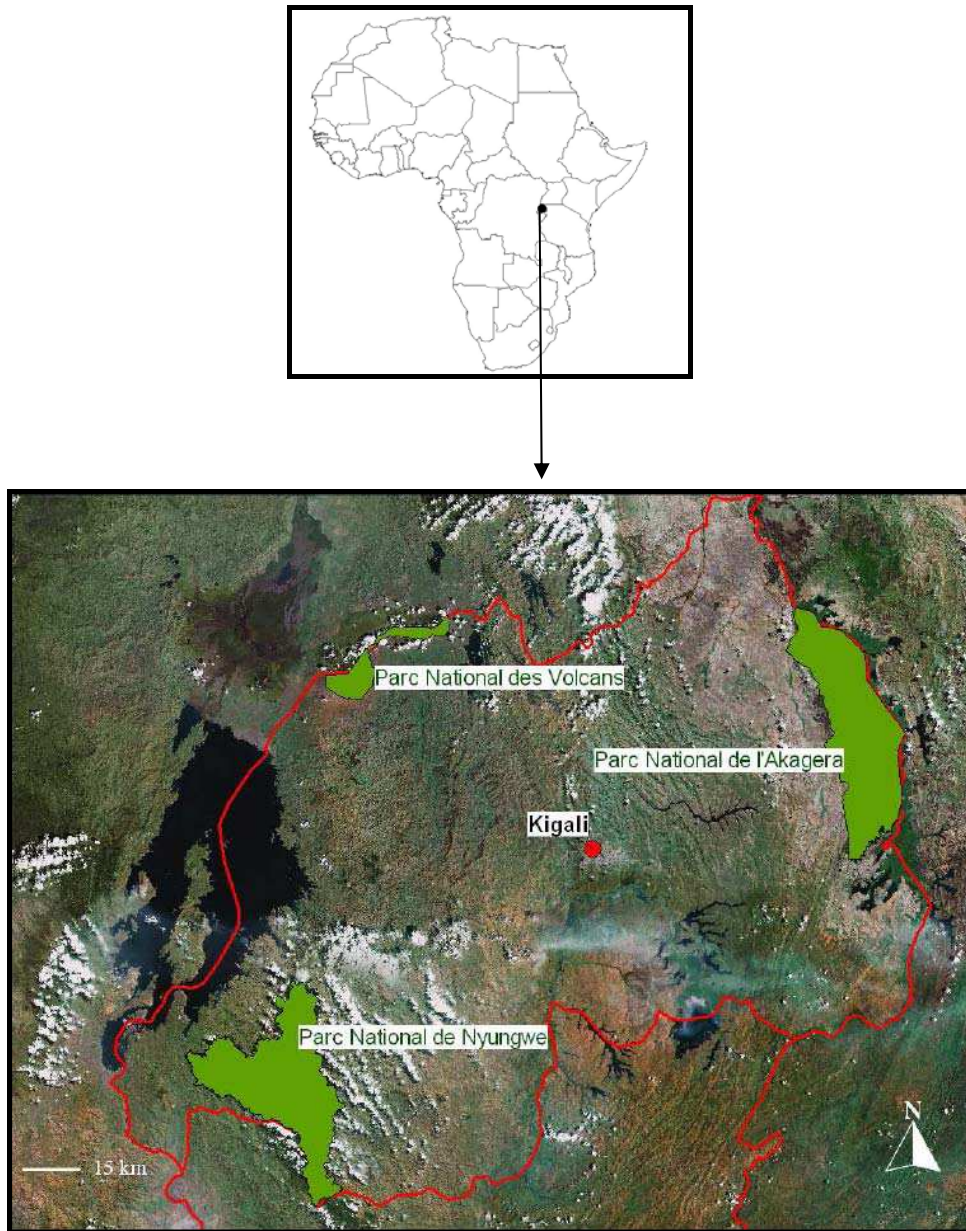 Parc National des Volcans
Parc National de l'Akagera
Kigali
Parc National de Nyungwe
N
15 km